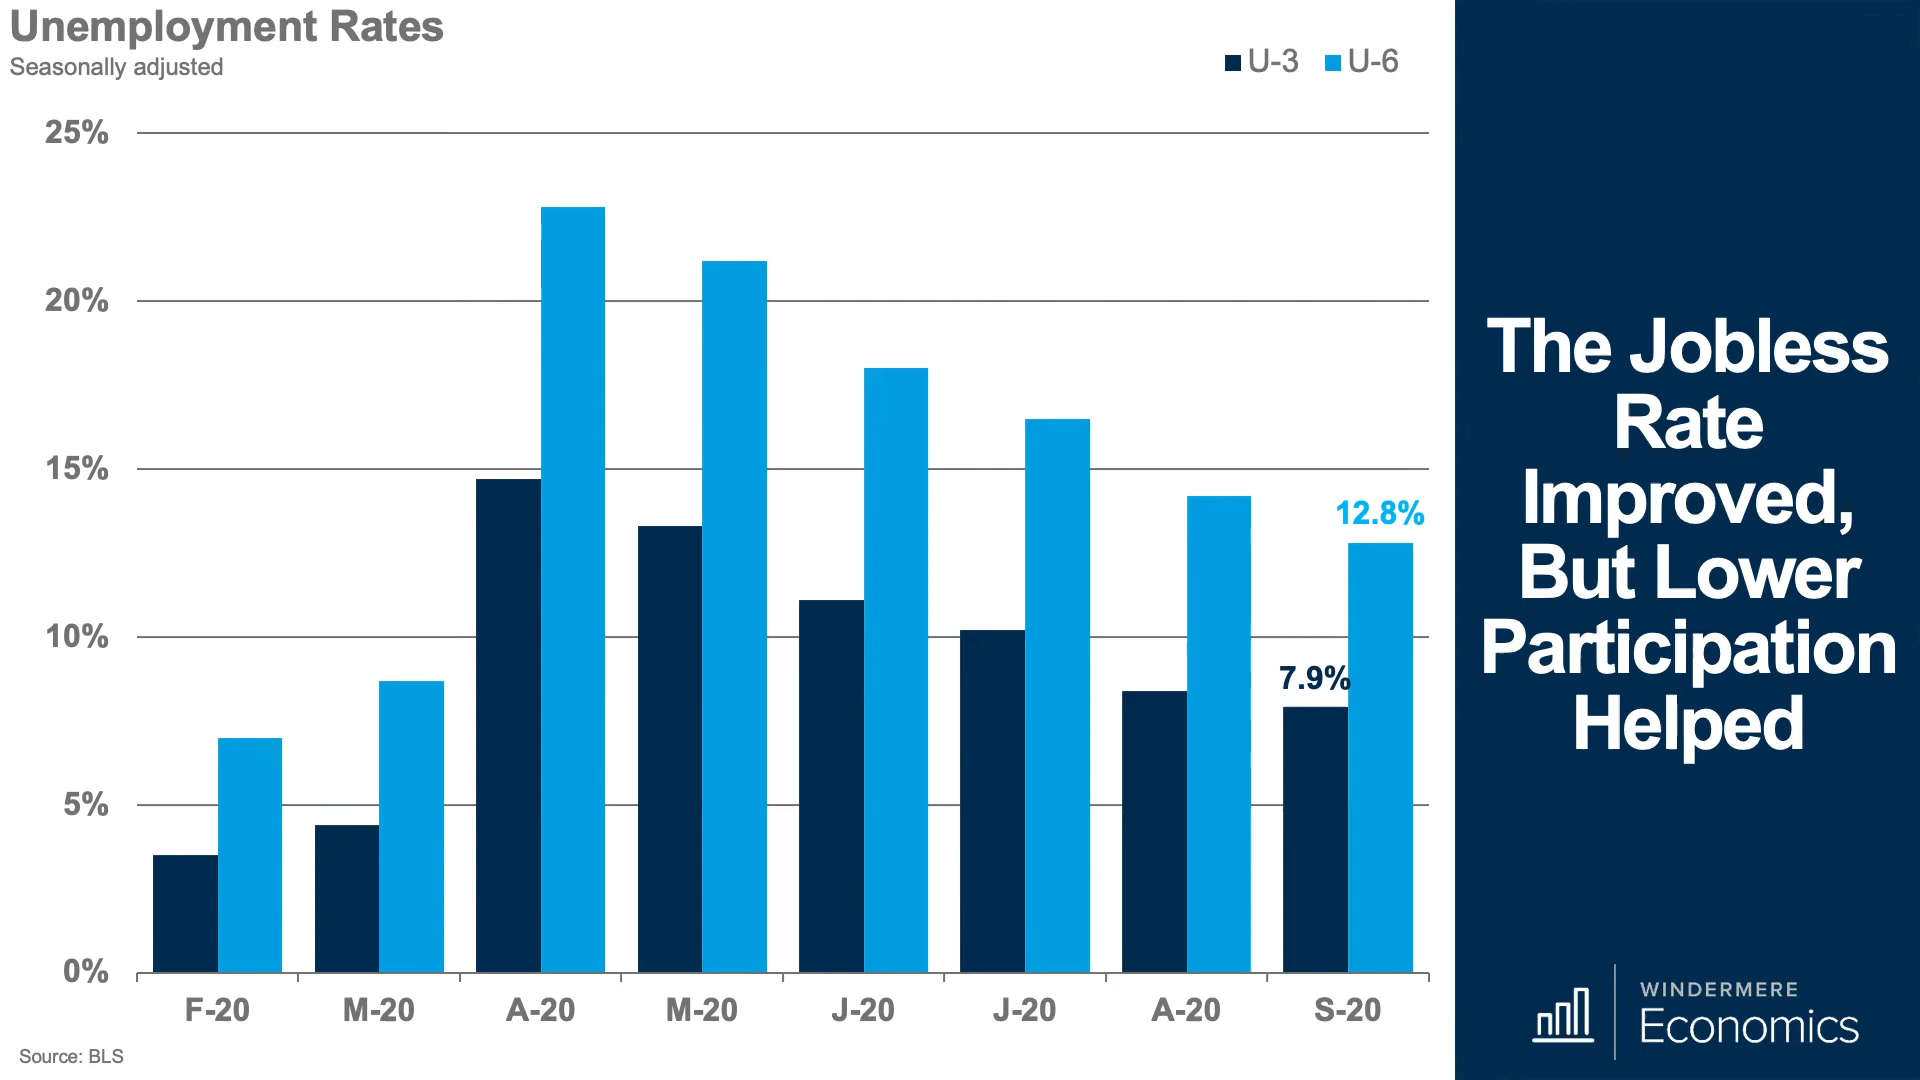 Unemployment Rates
Seasonally adjusted
U-3 U-6
25%
20%
15%
10%
5%
0%
12.8%
7.9%
F-20 M-20 A-20 M-20 J-20 J-20 A-20 S-20
Source: BLS
The Jobless
Rate
Improved,
But Lower
Participation
Helped
WINDERMERE
Economics